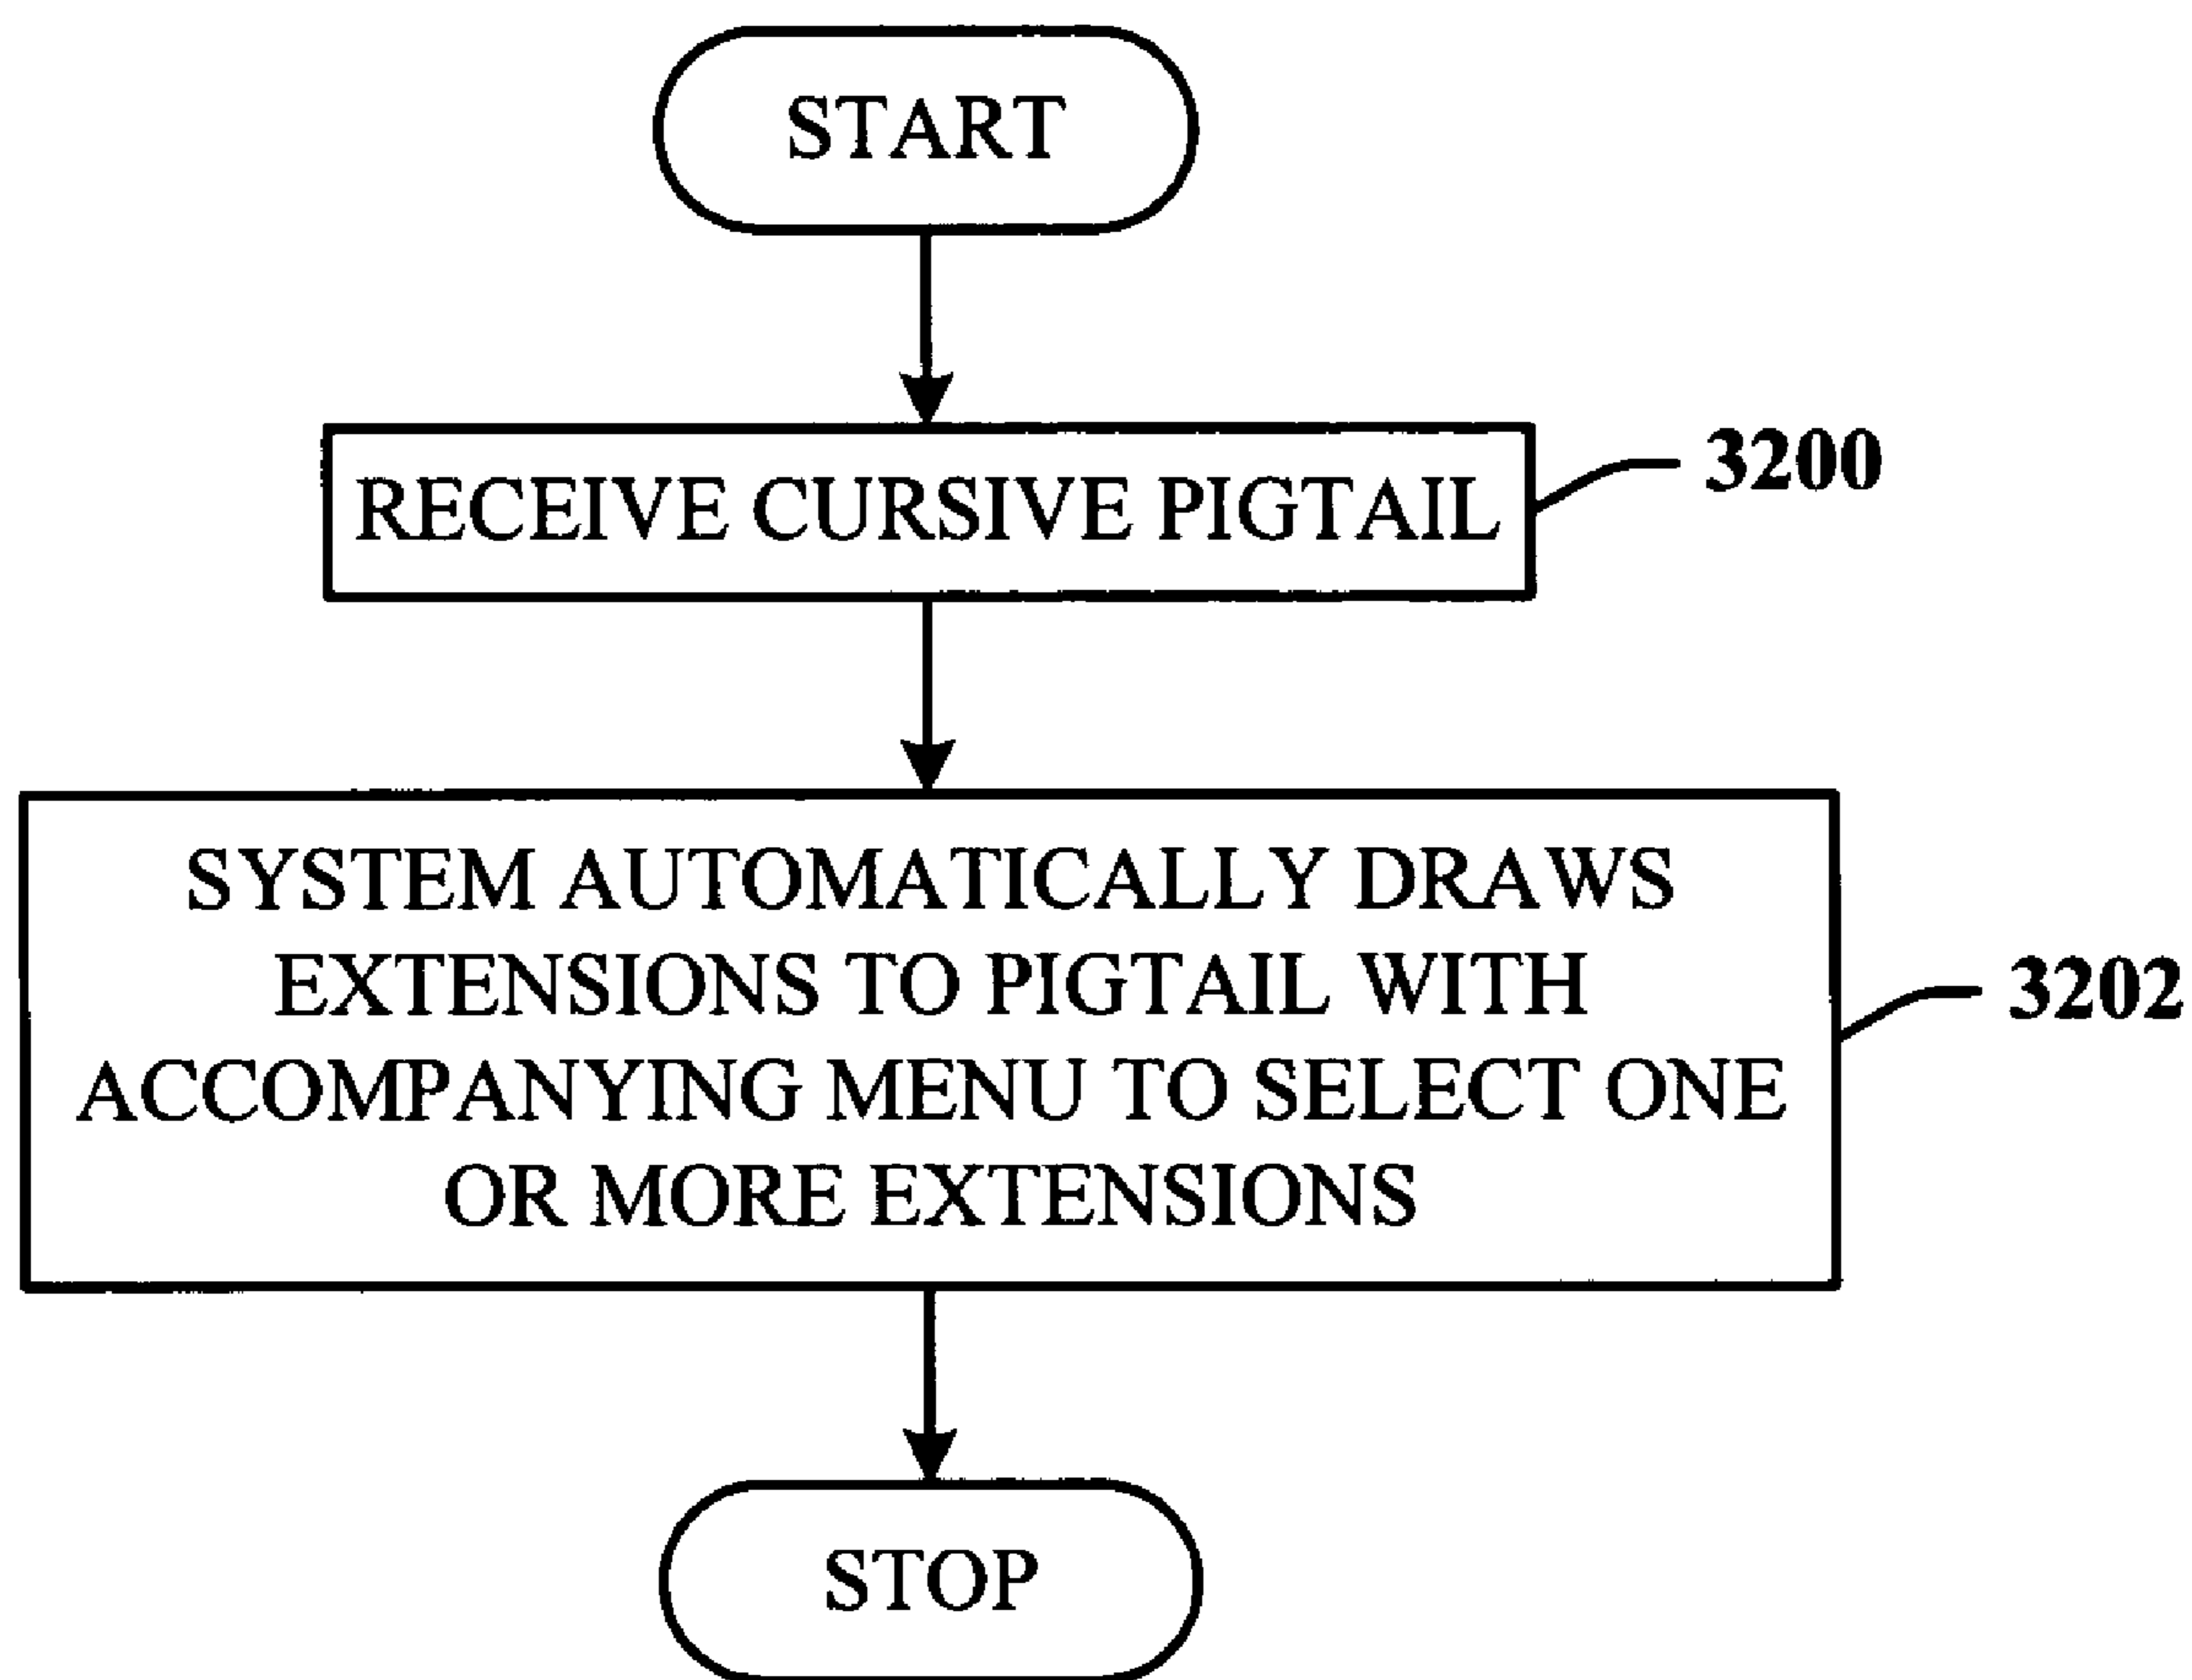 START
RECEIVE CURSIVE PIGTAIL
3200
SYSTEM AUTOMATICALLY DRAWS
EXTENSIONS TO PIGTAIL WITH
ACCOMPANYING MENU TO SELECT ONE
OR MORE EXTENSIONS
3202
STOP